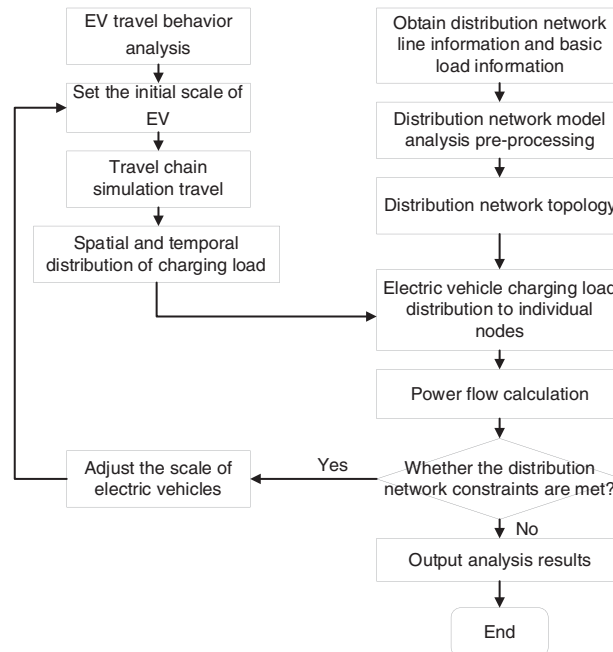 EV travel behavior
analysis
Set the initial scale of
EV
Travel chain
simulation travel
Spatial and temporal
distribution of charging load
Adjust the scale of
electric vehicles
Obtain distribution network
line information and basic
load information
Distribution network model
analysis pre-processing
Distribution network topology
Electric vehicle charging load
distribution to individual
nodes
Power flow calculation
Whether the distribution
network constraints are met?
Yes
No
Output analysis results
End